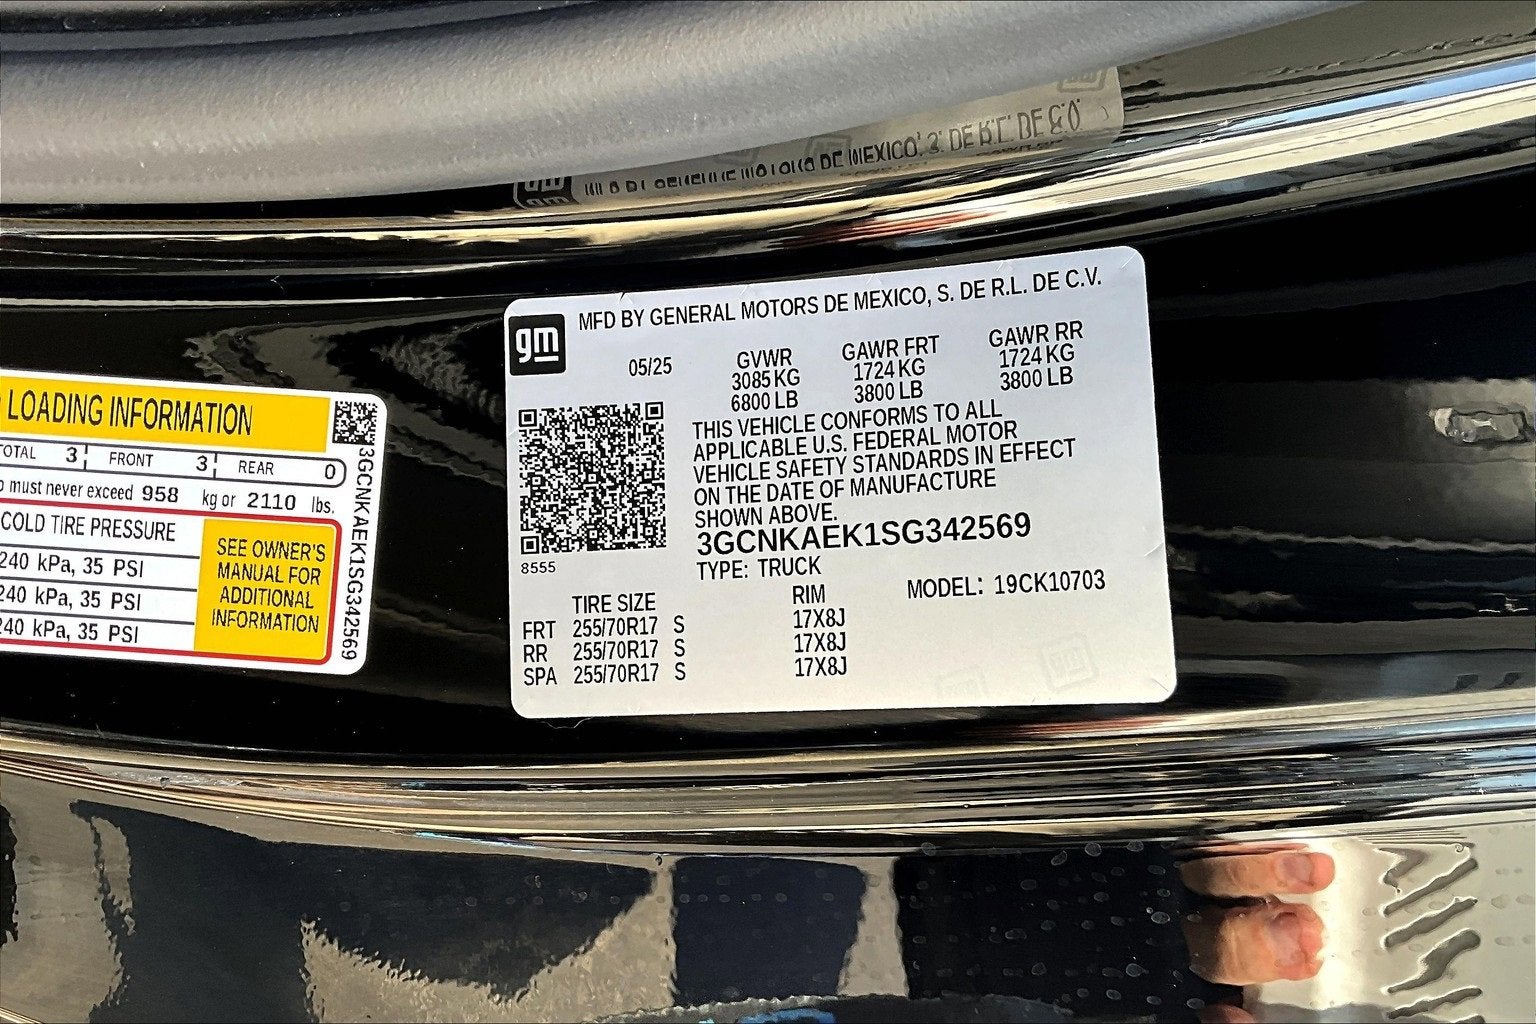 MFD BY GENERAL MOTORS DE MEXICO, S. DE R.L. DE C.V.
gm
05/25
GVWR
3085 KG
6800 LB
GAWR FRT
1724 KG
3800 LB
GAWR RR
1724 KG
3800 LB
THIS VEHICLE CONFORMS TO ALL
APPLICABLE U.S. FEDERAL MOTOR
VEHICLE SAFETY STANDARDS IN EFFECT
ON THE DATE OF MANUFACTURE
SHOWN ABOVE.
3GCNKAEK1SG342569
TYPE: TRUCK
MODEL: 19CK10703
8555
TIRE SIZE RIM
FRT 255/70R17 S 17X8J
RR 255/70R17 S 17X8J
SPA 255/70R17 S 17X8J
LOADING INFORMATION
TOTAL 3 FRONT 3 REAR 0
must never exceed 958 kg or 2110 lbs.
COLD TIRE PRESSURE
240 kPa, 35 PSI
240 kPa, 35 PSI
240 kPa, 35 PSI
SEE OWNER'S
MANUAL FOR
ADDITIONAL
INFORMATION
3GCNKAEK1SG342569